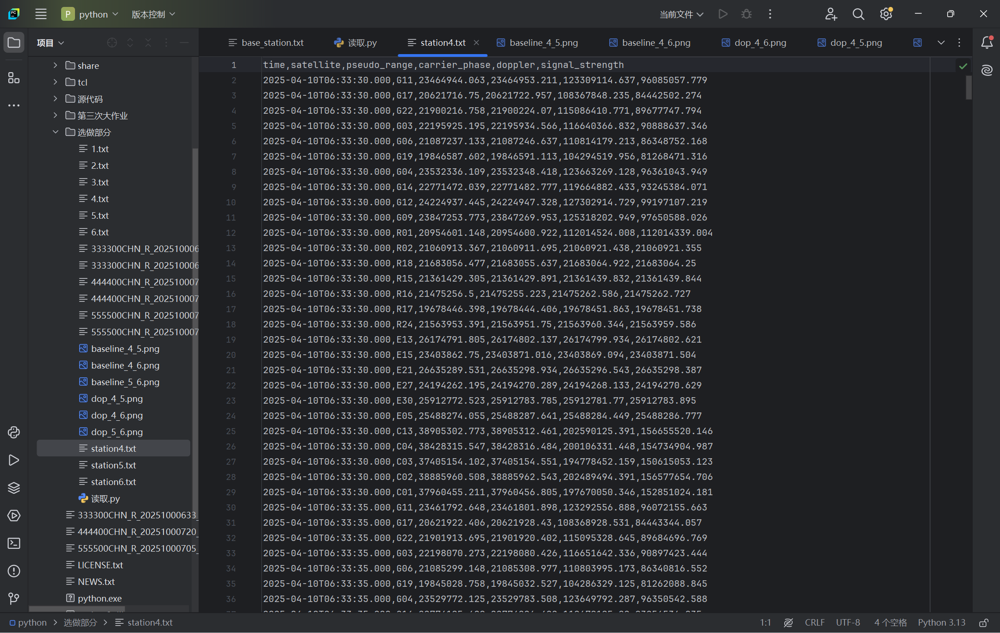 P python 版本控制 当前文件
项目
base_station.txt 读取.py station4.txt baseline_4_5.png baseline_4_6.png dop_4_6.png dop_4_5.png
share
tcl
源代码
第三次大作业
选做部分
1.txt
2.txt
3.txt
4.txt
5.txt
6.txt
333300CHN_R_202510006
333300CHN_R_202510006
444400CHN_R_202510007
444400CHN_R_202510007
555500CHN_R_202510007
555500CHN_R_202510007
baseline_4_5.png
baseline_4_6.png
baseline_5_6.png
dop_4_5.png
dop_4_6.png
dop_5_6.png
station4.txt
station5.txt
station6.txt
读取.py
333300CHN_R_20251000633_
444400CHN_R_20251000720_
555500CHN_R_20251000705_
LICENSE.txt
NEWS.txt
python.exe
1 time,satellite,pseudo_range,carrier_phase,doppler,signal_strength
2 2025-04-10T06:33:30.000,G11,23464944.063,23464953.211,123309114.637,96085057.779
3 2025-04-10T06:33:30.000,G17,20621716.75,20621722.957,108367848.235,84442502.274
4 2025-04-10T06:33:30.000,G22,21900216.758,21900224.07,115086410.771,89677747.794
5 2025-04-10T06:33:30.000,G03,22195925.195,22195934.566,116640366.832,90888637.346
6 2025-04-10T06:33:30.000,G06,21087237.133,21087246.637,110814179.213,86348752.168
7 2025-04-10T06:33:30.000,G19,19846587.602,19846591.113,104294519.956,81268471.316
8 2025-04-10T06:33:30.000,G04,23532336.109,23532348.418,123663269.128,96361043.949
9 2025-04-10T06:33:30.000,G14,22771472.039,22771482.777,119664882.433,93245384.071
10 2025-04-10T06:33:30.000,G12,24224937.445,24224947.328,127302914.729,99197107.219
11 2025-04-10T06:33:30.000,G09,23847253.773,23847269.953,125318202.949,97650588.026
12 2025-04-10T06:33:30.000,R01,20954601.148,20954600.922,112014524.008,112014339.004
13 2025-04-10T06:33:30.000,R02,21060913.367,21060911.695,21060921.438,21060921.355
14 2025-04-10T06:33:30.000,R18,21683056.477,21683055.637,21683064.922,21683064.25
15 2025-04-10T06:33:30.000,R15,21361429.305,21361429.891,21361439.832,21361439.844
16 2025-04-10T06:33:30.000,R16,21475256.5,21475255.223,21475262.586,21475262.727
17 2025-04-10T06:33:30.000,R17,19678446.398,19678444.406,19678451.863,19678451.738
18 2025-04-10T06:33:30.000,R24,21563953.391,21563951.75,21563960.344,21563959.586
19 2025-04-10T06:33:30.000,E13,26174791.805,26174802.137,26174799.934,26174802.621
20 2025-04-10T06:33:30.000,E15,23403862.75,23403871.016,23403869.094,23403871.504
21 2025-04-10T06:33:30.000,E21,26635289.531,26635298.934,26635296.543,26635298.387
22 2025-04-10T06:33:30.000,E27,24194262.195,24194270.289,24194268.133,24194270.629
23 2025-04-10T06:33:30.000,E30,25912772.523,25912783.785,25912781.77,25912783.895
24 2025-04-10T06:33:30.000,E05,25488274.055,25488287.641,25488284.449,25488286.777
25 2025-04-10T06:33:30.000,C13,38905302.773,38905312.461,202590125.391,156655520.146
26 2025-04-10T06:33:30.000,C04,38428315.547,38428316.484,200106331.448,154734904.987
27 2025-04-10T06:33:30.000,C03,37405154.102,37405154.551,194778452.159,150615053.123
28 2025-04-10T06:33:30.000,C02,38885960.508,38885962.543,202489494.391,156577654.706
29 2025-04-10T06:33:30.000,C01,37960455.211,37960456.805,197670050.346,152851024.181
30 2025-04-10T06:33:35.000,G11,23461792.648,23461801.898,123292556.888,96072155.663
31 2025-04-10T06:33:35.000,G17,20621922.406,20621928.43,108368928.531,84443344.057
32 2025-04-10T06:33:35.000,G22,21901913.695,21901920.402,115095328.645,89684696.769
33 2025-04-10T06:33:35.000,G03,22198070.273,22198080.426,116651642.336,90897423.444
34 2025-04-10T06:33:35.000,G06,21085299.148,21085308.977,110803995.173,86340816.552
35 2025-04-10T06:33:35.000,G19,19845028.758,19845032.527,104286329.125,81262088.845
36 2025-04-10T06:33:35.000,G04,23529772.125,23529783.508,123649792.287,96350542.588
python > 选做部分 > station4.txt 1:1 CRLF UTF-8 4 个空格 Python 3.13